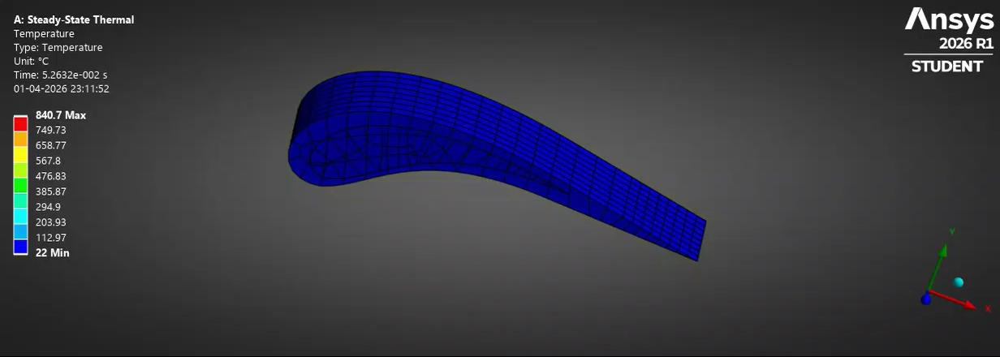 A: Steady-State Thermal
Temperature
Type: Temperature
Unit: °C
Time: 5.2632e-002 s
01-04-2026 23:11:52
840.7 Max
749.73
658.77
567.8
476.83
385.87
294.9
203.93
112.97
22 Min
Ansys
2026 R1
STUDENT
Y
X